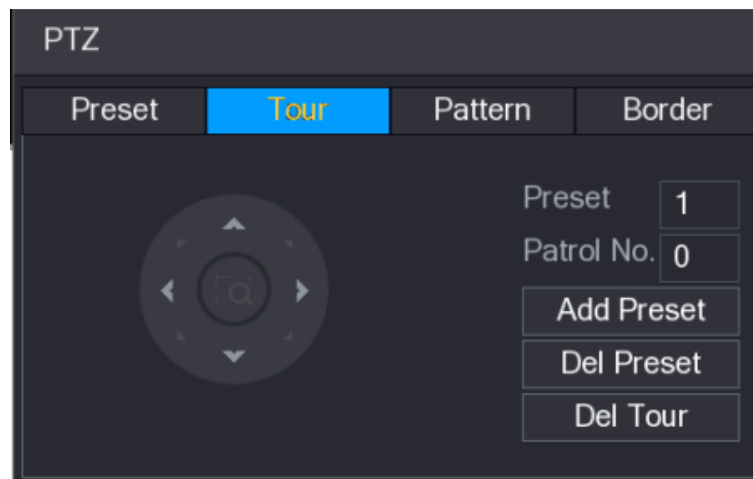 PTZ
Preset Tour Pattern Border
Preset 1
Patrol No. 0
Add Preset
Del Preset
Del Tour